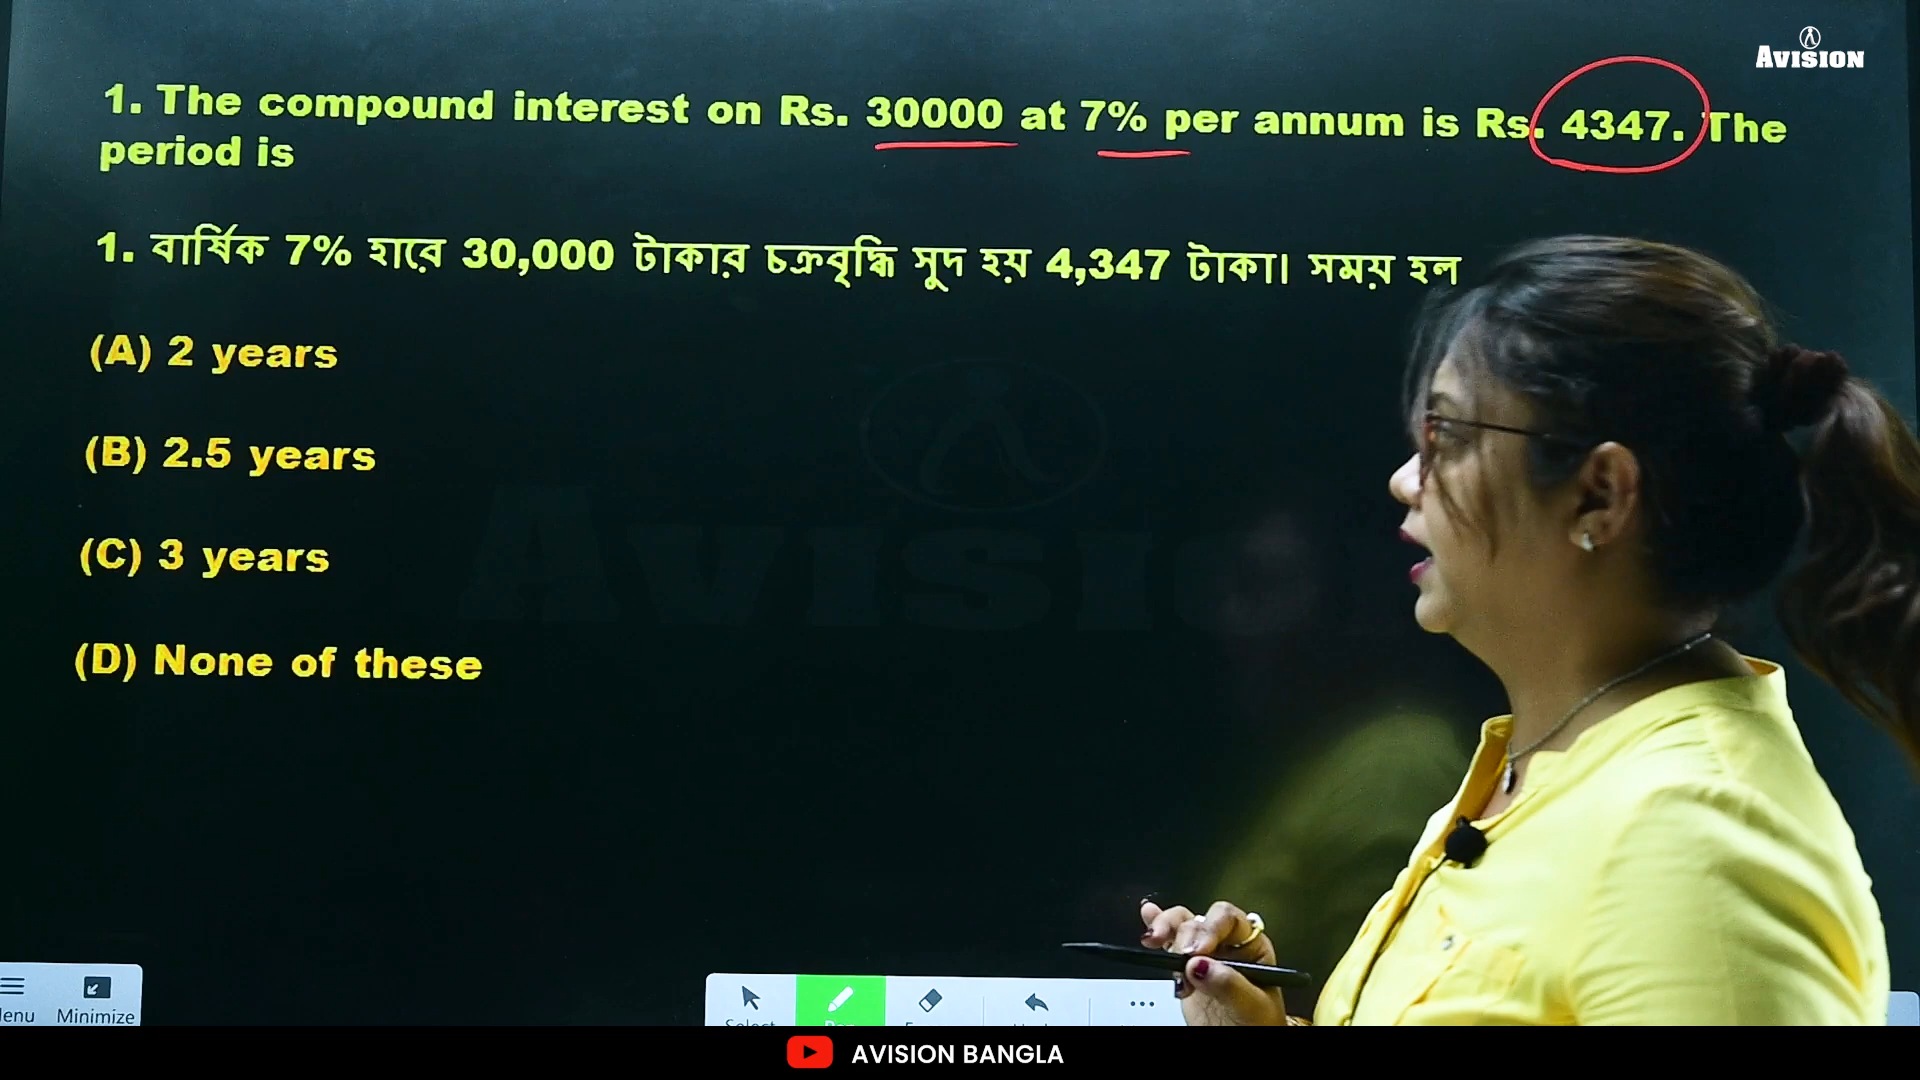 AVISION
1. The compound interest on Rs. 30000 at 7% per annum is Rs. 4347. The
period is
1. বার্ষিক 7% হারে 30,000 টাকার চক্রবৃদ্ধি সুদ হয় 4,347 টাকা। সময় হল
(A) 2 years
(B) 2.5 years
(C) 3 years
(D) None of these
Minimize
AVISION BANGLA